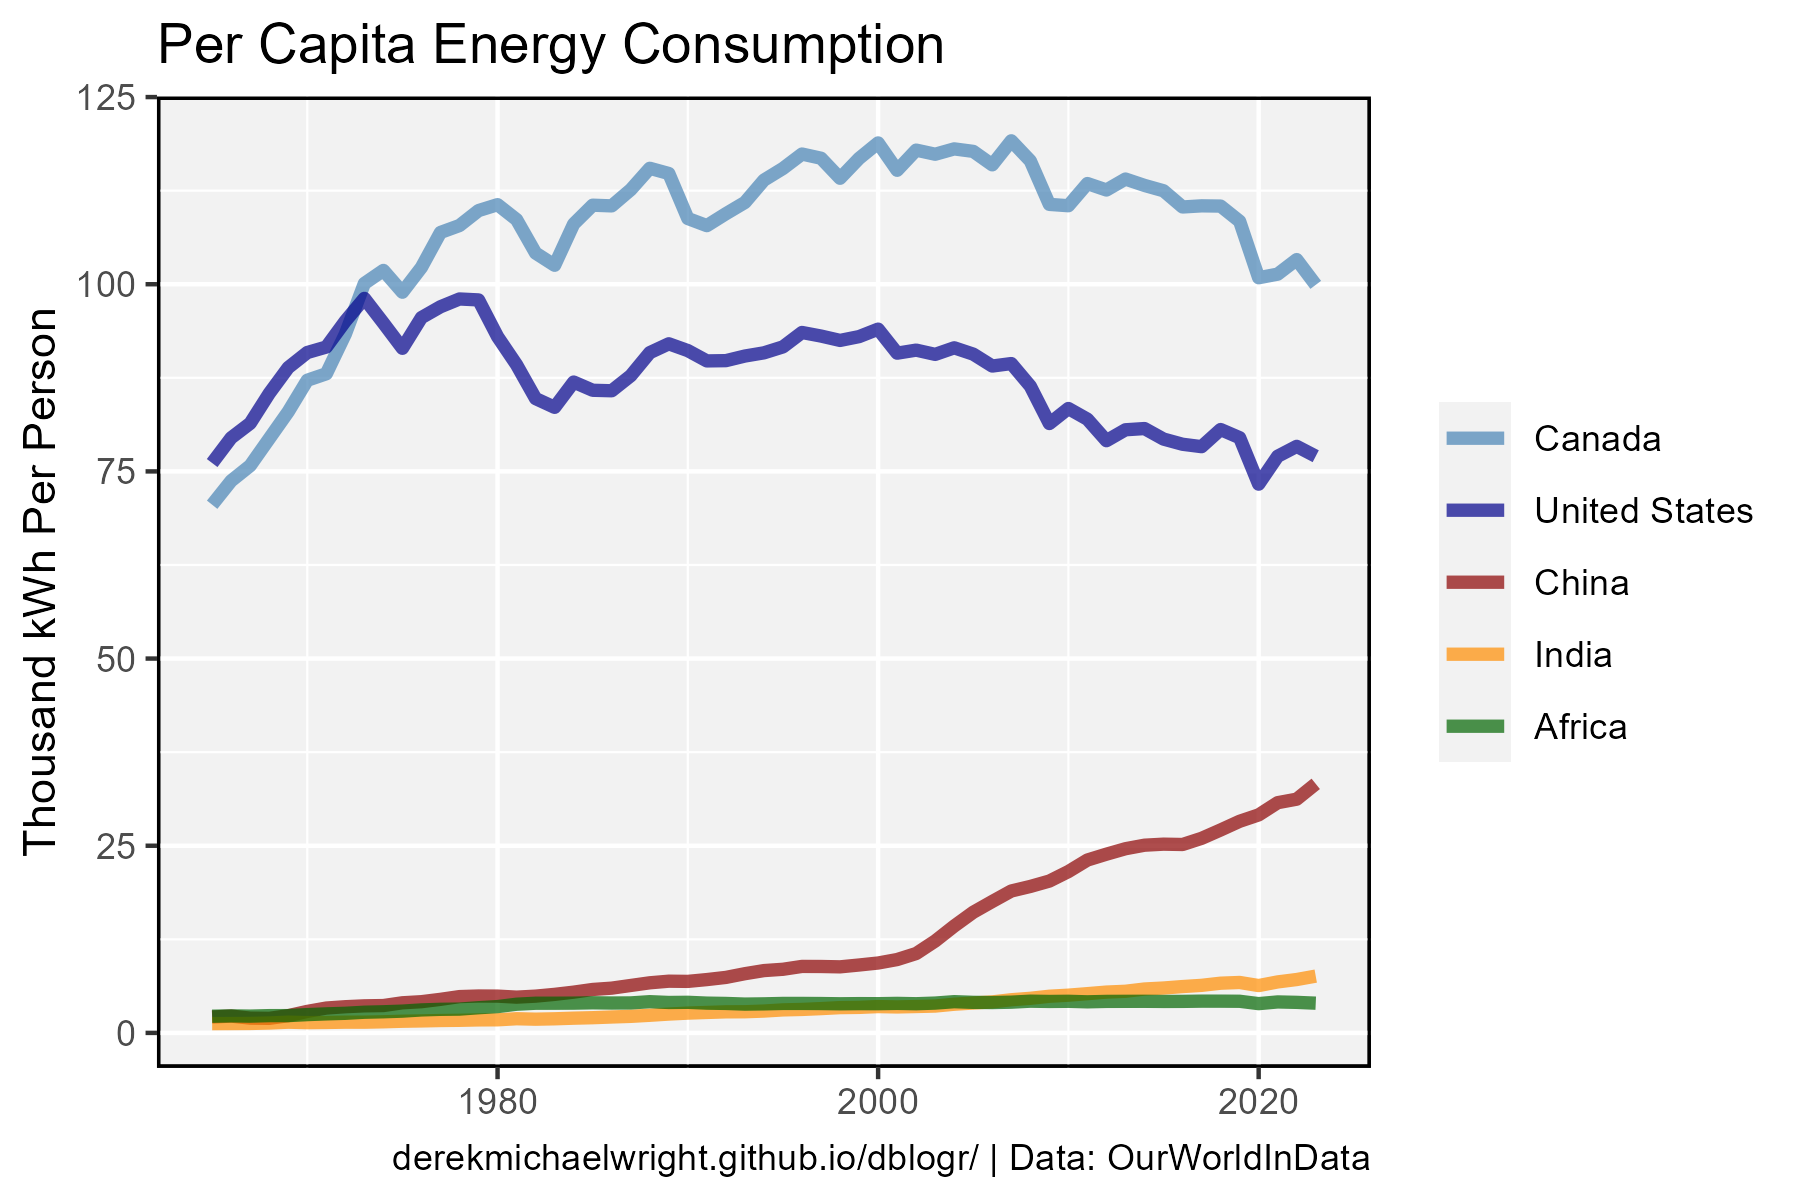 Per Capita Energy Consumption
Thousand kWh Per Person
125
100
75
50
25
0
1980
2000
2020
Canada
United States
China
India
Africa
derekmichaelwright.github.io/dblogr/ | Data: OurWorldInData